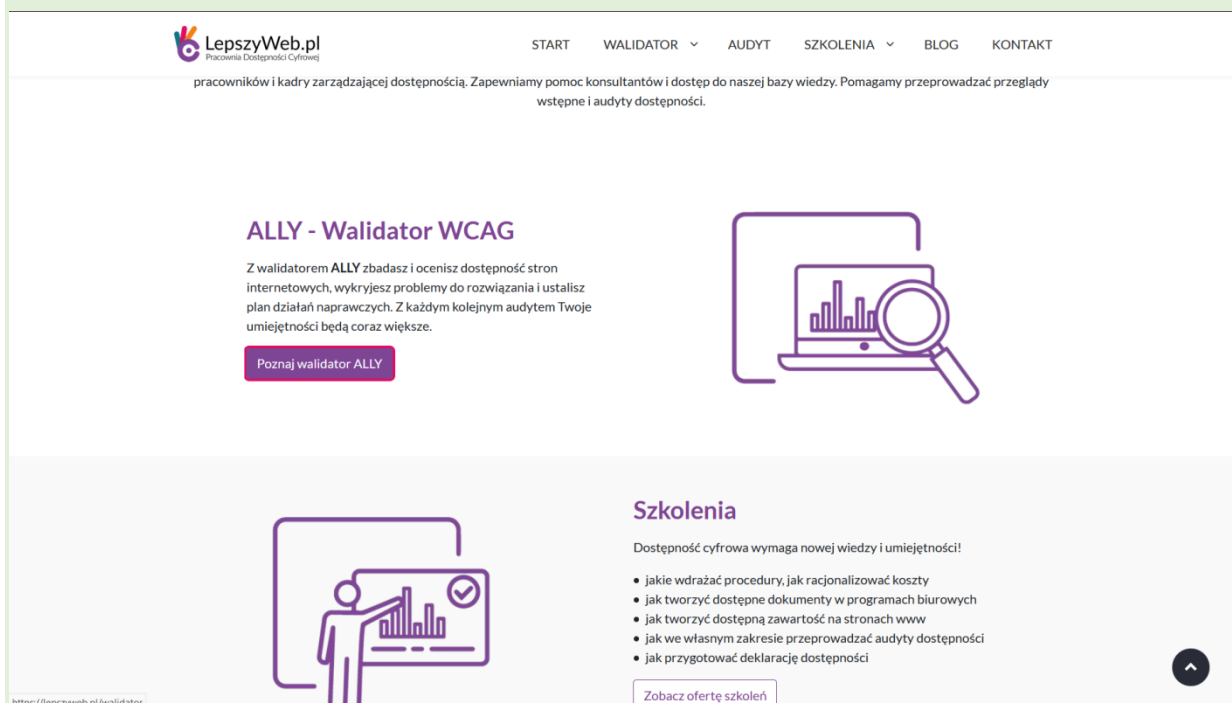 LepszyWeb.pl
Pracownia Dostępności Cyfrowej
START WALIDATOR AUDYT SZKOLENIA BLOG KONTAKT
pracowników i kadry zarządzającej dostępnością. Zapewniamy pomoc konsultantów i dostęp do naszej bazy wiedzy. Pomagamy przeprowadzać przeglądy
wstępne i audyty dostępności.
ALLY - Walidator WCAG
Z walidatorem ALLY zbadasz i ocenisz dostępność stron
internetowych, wykryjesz problemy do rozwiązania i ustalisz
plan działań naprawczych. Z każdym kolejnym audytem Twoje
umiejętności będą coraz większe.
Poznaj walidator ALLY
Szkolenia
Dostępność cyfrowa wymaga nowej wiedzy i umiejętności!
• jakie wdrażać procedury, jak racjonalizować koszty
• jak tworzyć dostępne dokumenty w programach biurowych
• jak tworzyć dostępną zawartość na stronach www
• jak we własnym zakresie przeprowadzać audyty dostępności
• jak przygotować deklarację dostępności
Zobacz ofertę szkoleń
https://lepszyweb.pl/walidator